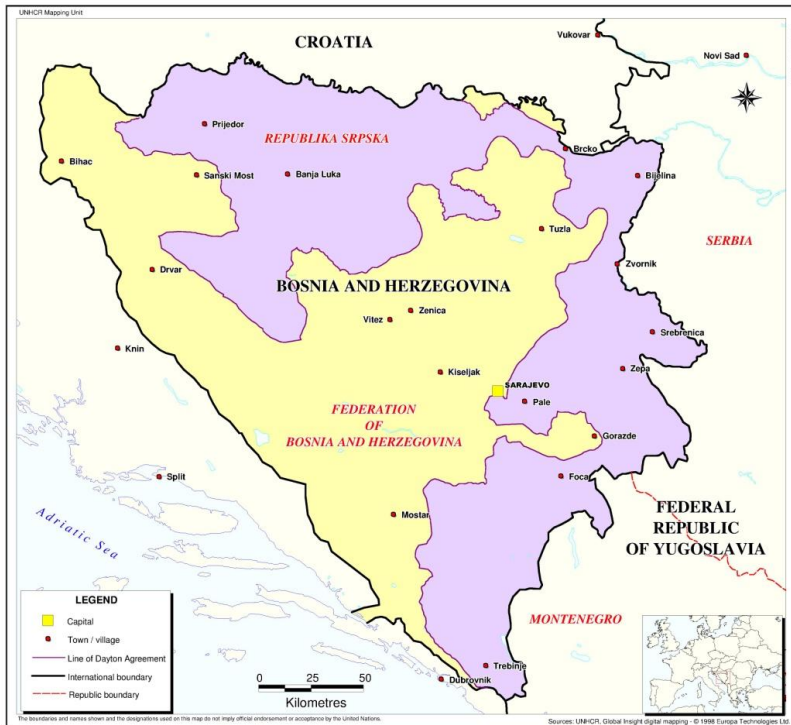 UNHCR Mapping Unit
CROATIA
Vukovar
Novi Sad
Prijedor
REPUBLIKA SRPSKA
Brcko
Bihac
Sanski Most
Banja Luka
Bijelina
Tuzla
SERBIA
Drvar
Zvornik
BOSNIA AND HERZEGOVINA
Zenica
Vitez
Srebrenica
Knin
Kiseljak
Zepa
SARAJEVO
Pale
FEDERATION
OF
BOSNIA AND HERZEGOVINA
Gorazde
Split
Foca
Mostar
FEDERAL
REPUBLIC
OF YUGOSLAVIA
Adriatic Sea
LEGEND
Capital
Town / village
Line of Dayton Agreement
International boundary
Republic boundary
MONTENEGRO
Trebinje
Dubrovnik
0 25 50
Kilometres
The boundaries and names shown and the designations used on this map do not imply official endorsement or acceptance by the United Nations.
Sources: UNHCR, Global Insight digital mapping - © 1998 Europa Technologies Ltd.